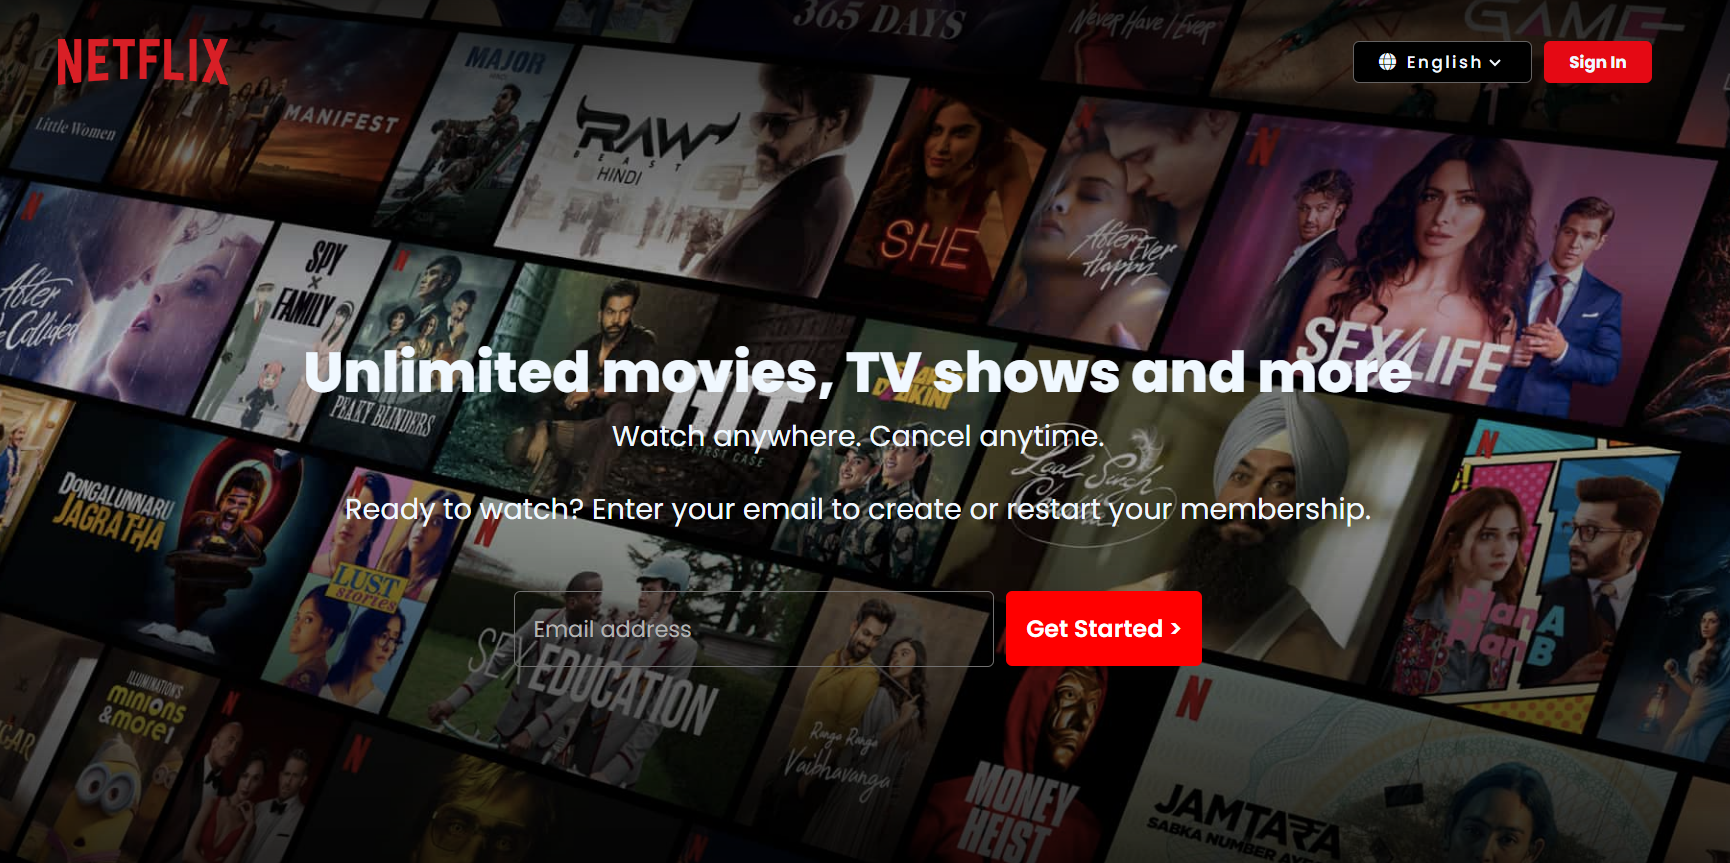 365 DAYS
Never Have I Ever
GAME
NETFLIX
English
Sign In
MAJOR
HINDI
Little Women
MANIFEST
RAW
BEAST
HINDI
SHE
After Ever Happy
N
N
After
Collided
SPY
x
FAMILY
PEAKY BLINDERS
SEX/LIFE
Unlimited movies, TV shows and more
HIT
THE FIRST CASE
Watch anywhere. Cancel anytime.
Laal Singh
Ready to watch? Enter your email to create or restart your membership.
DONGALUNNARU
JAGRATHA
LUST
stories
Plan A
Plan B
Email address
Get Started >
SEX EDUCATION
ILLUMINATION'S
minions
& more!
Ranga Ranga
Vaibhavanga
MONEY
HEIST
N
JAMTARA
SABKA NUMBER AYEGA